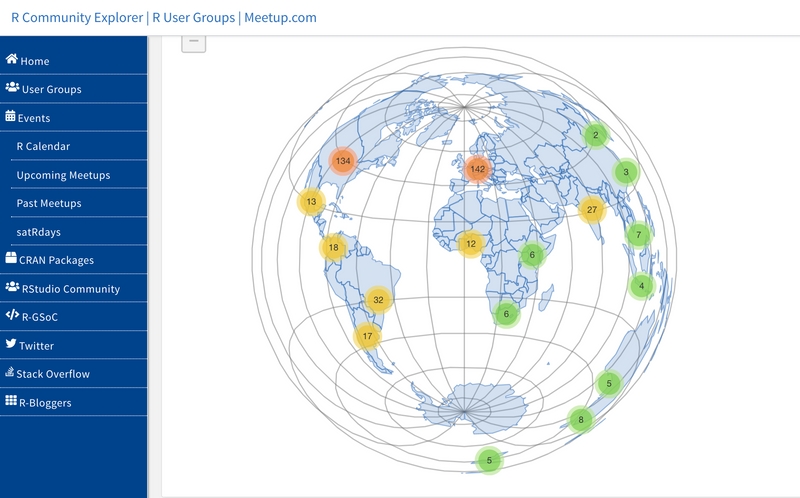 R Community Explorer | R User Groups | Meetup.com
Home
User Groups
Events
R Calendar
Upcoming Meetups
Past Meetups
satRdays
CRAN Packages
RStudio Community
R-GSoC
Twitter
Stack Overflow
R-Bloggers
−
2
134
142
3
13
27
7
18
12
6
4
32
6
17
5
8
5